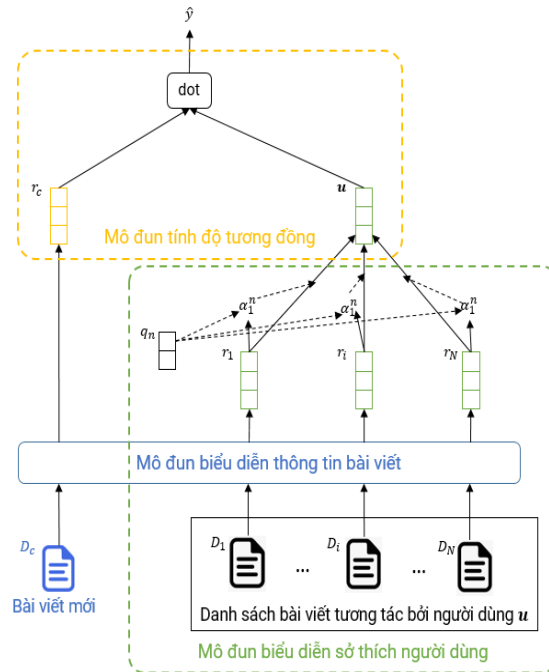 ŷ
dot
r_c
u
Mô đun tính độ tương đồng
α_1^n
α_1^n
α_1^n
q_n
r_1
r_i
r_N
Mô đun biểu diễn thông tin bài viết
D_c
D_1
D_i
D_N
... ...
Bài viết mới
Danh sách bài viết tương tác bởi người dùng u
Mô đun biểu diễn sở thích người dùng